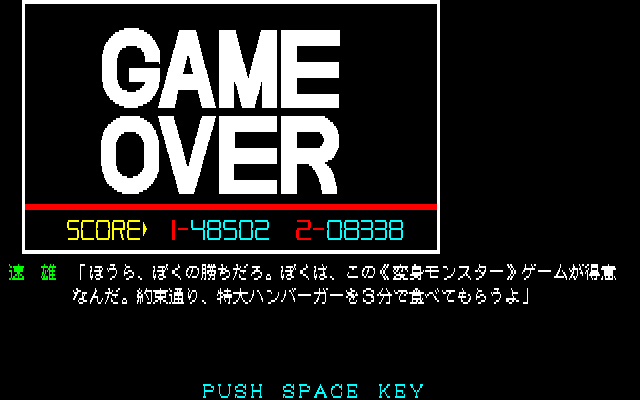 GAME
OVER
SCORE▶ 1-48502 2-08338
速 雄 「ほうら、ぼくの勝ちだろ。ぼくは、この《変身モンスター》ゲームが得意
なんだ。約束通り、特大ハンバーガーを3分で食べてもらうよ」
PUSH SPACE KEY